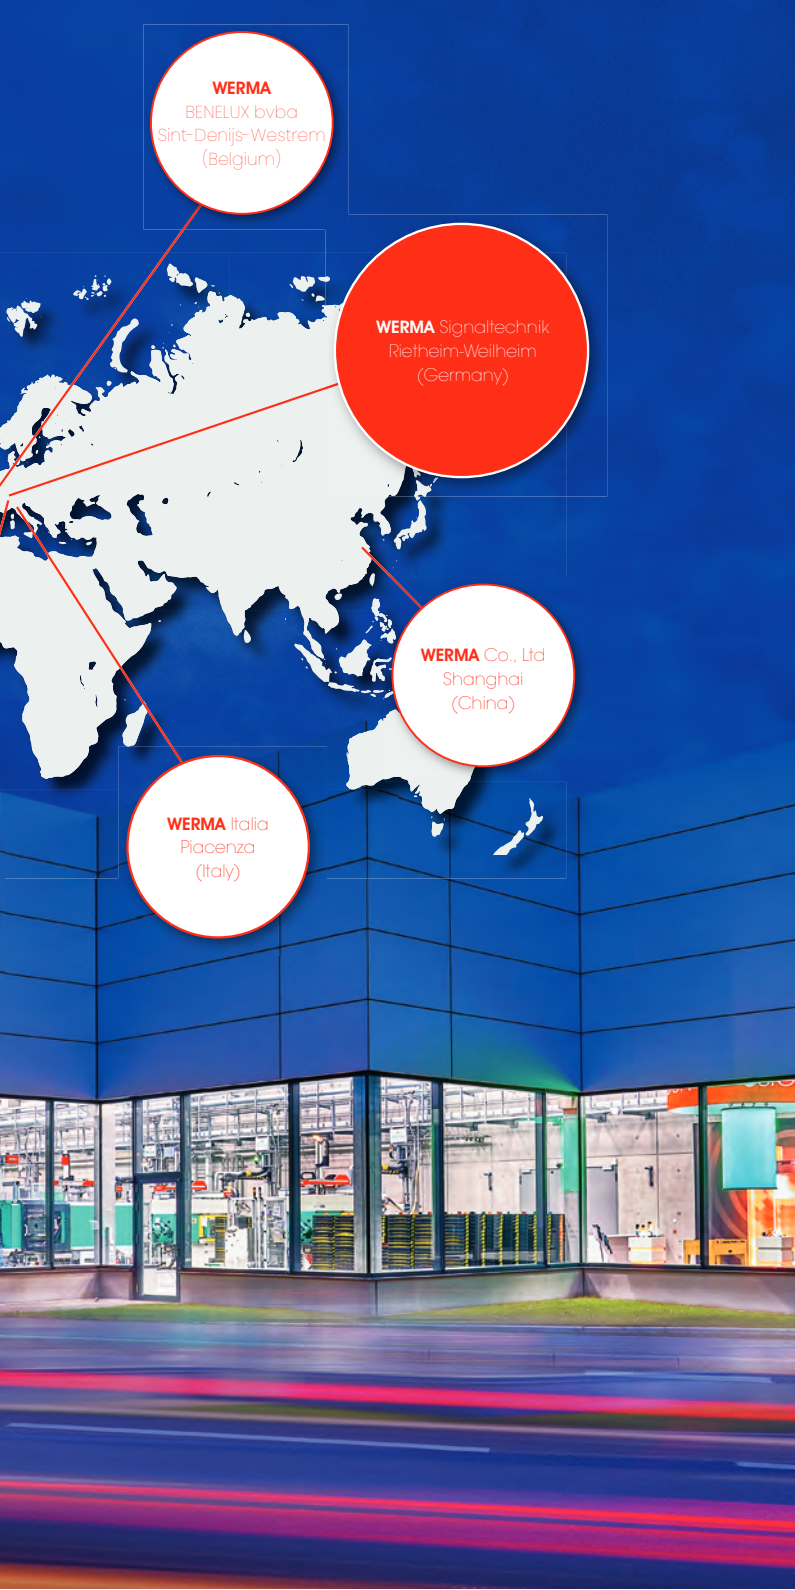 WERMA
BENELUX bvba
Sint-Denijs-Westrem
(Belgium)
WERMA Signaltechnik
Rietheim-Weilheim
(Germany)
WERMA Co., Ltd
Shanghai
(China)
WERMA Italia
Piacenza
(Italy)